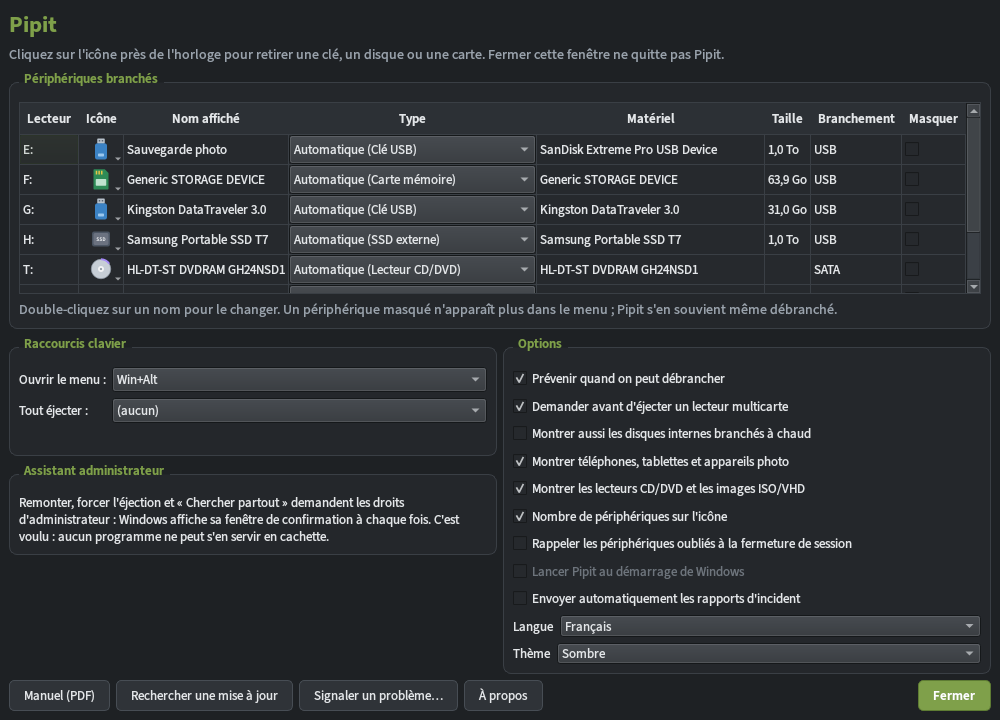 Pipit
Cliquez sur l'icône près de l'horloge pour retirer une clé, un disque ou une carte. Fermer cette fenêtre ne quitte pas Pipit.
Périphériques branchés
Lecteur Icône Nom affiché Type Matériel Taille Branchement Masquer
E: Sauvegarde photo Automatique (Clé USB) SanDisk Extreme Pro USB Device 1,0 To USB
F: Generic STORAGE DEVICE Automatique (Carte mémoire) Generic STORAGE DEVICE 63,9 Go USB
G: Kingston DataTraveler 3.0 Automatique (Clé USB) Kingston DataTraveler 3.0 31,0 Go USB
H: SSD Samsung Portable SSD T7 Automatique (SSD externe) Samsung Portable SSD T7 1,0 To USB
T: HL-DT-ST DVDRAM GH24NSD1 Automatique (Lecteur CD/DVD) HL-DT-ST DVDRAM GH24NSD1 SATA
Double-cliquez sur un nom pour le changer. Un périphérique masqué n'apparaît plus dans le menu ; Pipit s'en souvient même débranché.
Raccourcis clavier
Ouvrir le menu : Win+Alt
Tout éjecter : (aucun)
Assistant administrateur
Remonter, forcer l'éjection et « Chercher partout » demandent les droits
d'administrateur : Windows affiche sa fenêtre de confirmation à chaque fois. C'est
voulu : aucun programme ne peut s'en servir en cachette.
Options
Prévenir quand on peut débrancher
Demander avant d'éjecter un lecteur multicarte
Montrer aussi les disques internes branchés à chaud
Montrer téléphones, tablettes et appareils photo
Montrer les lecteurs CD/DVD et les images ISO/VHD
Nombre de périphériques sur l'icône
Rappeler les périphériques oubliés à la fermeture de session
Lancer Pipit au démarrage de Windows
Envoyer automatiquement les rapports d'incident
Langue Français
Thème Sombre
Manuel (PDF) Rechercher une mise à jour Signaler un problème… À propos Fermer